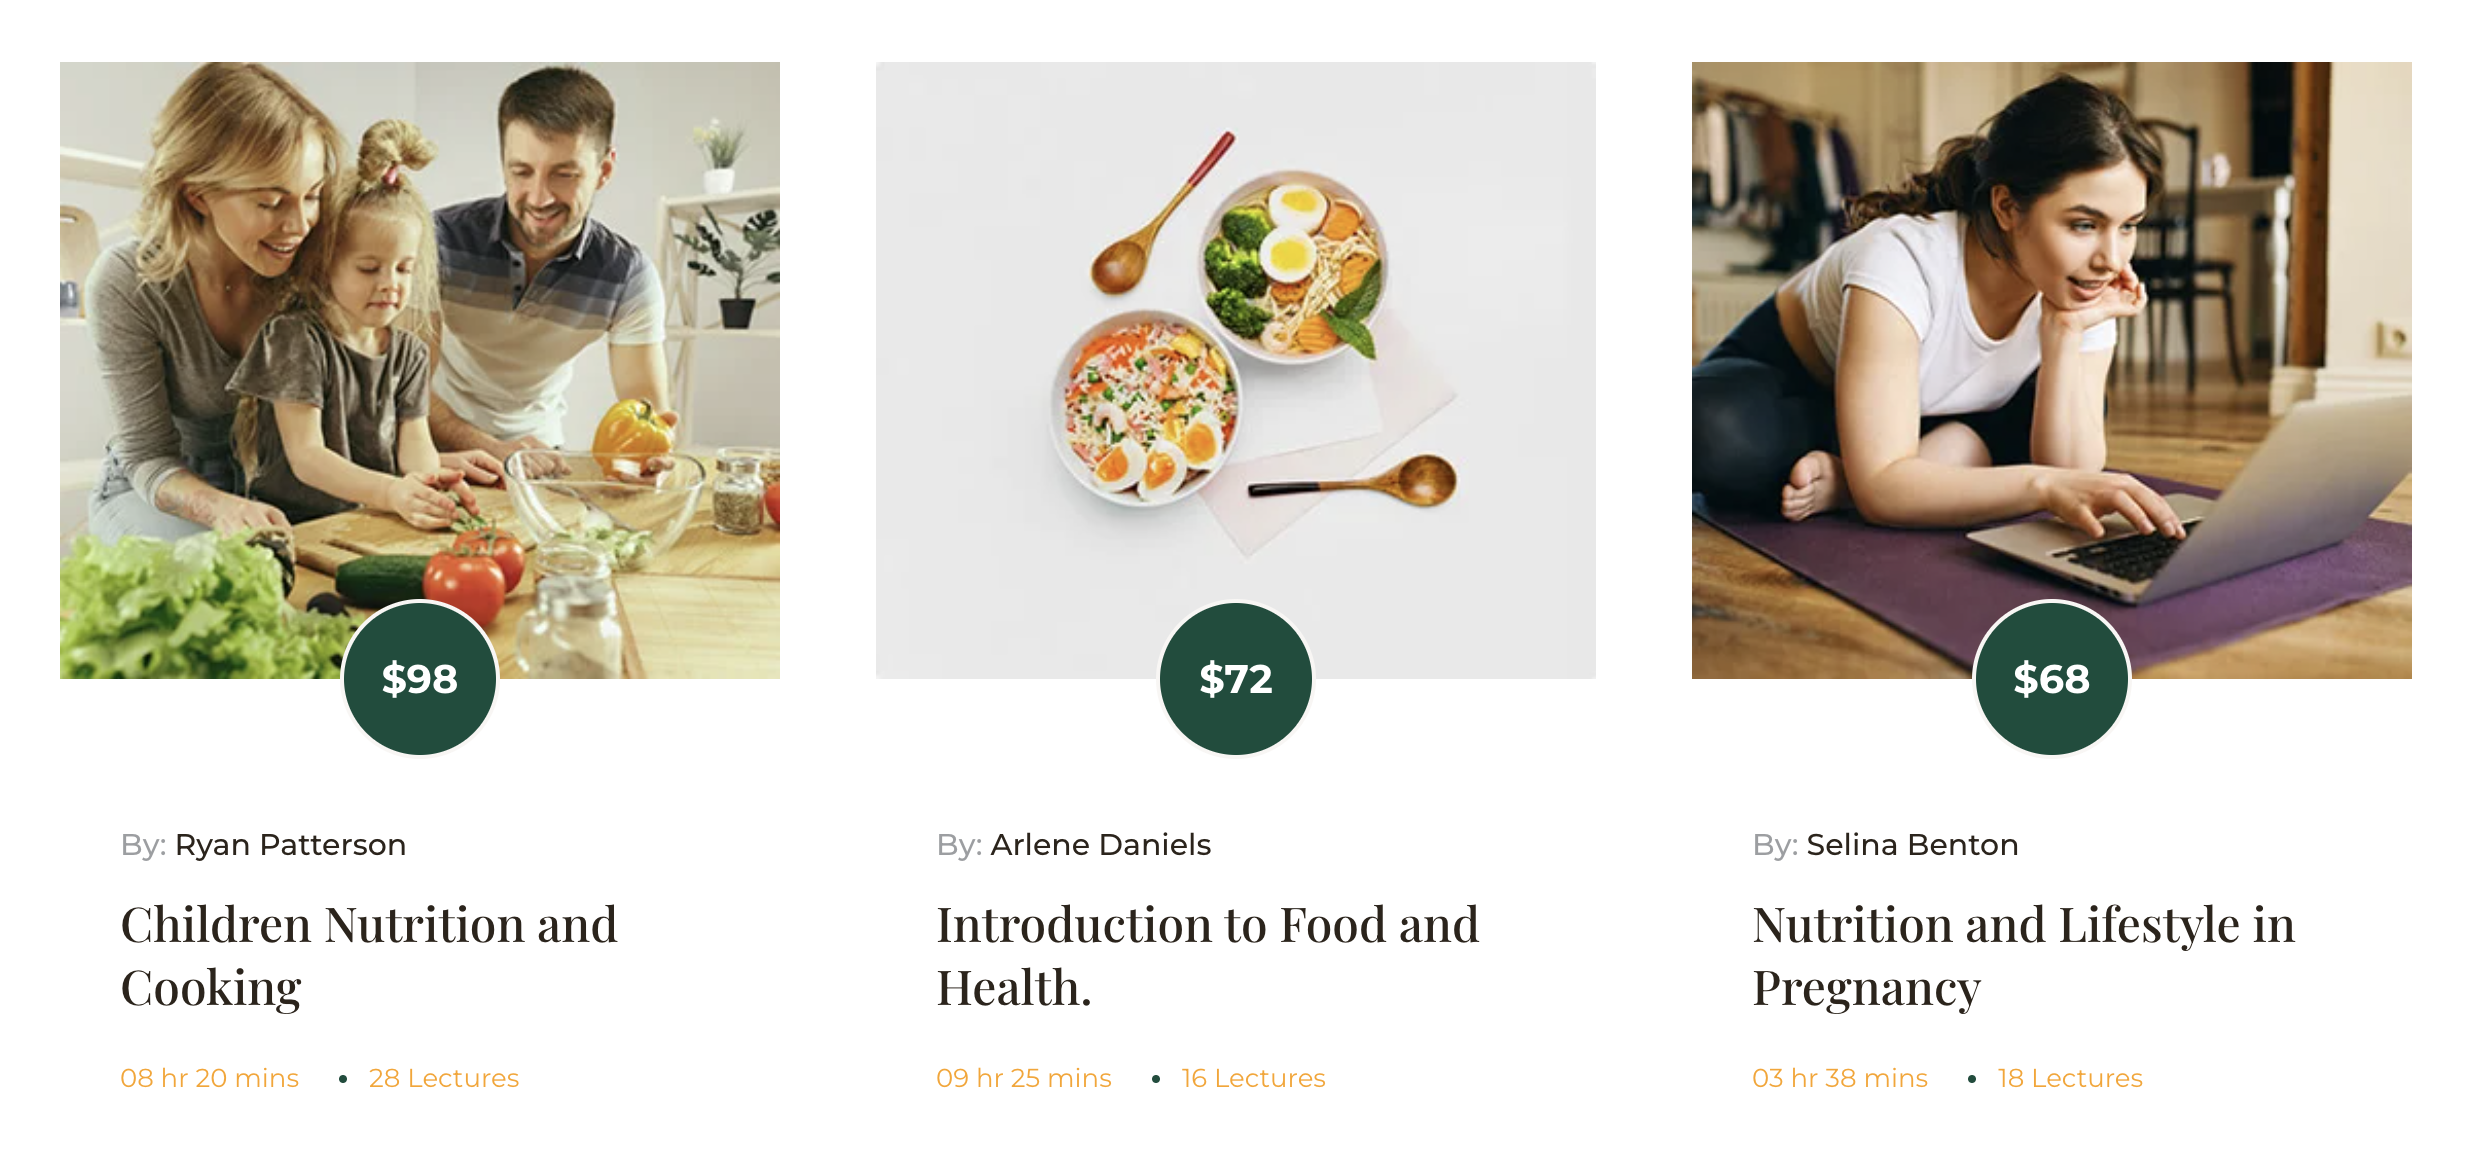 $98
By: Ryan Patterson
Children Nutrition and
Cooking
08 hr 20 mins • 28 Lectures
$72
By: Arlene Daniels
Introduction to Food and
Health.
09 hr 25 mins • 16 Lectures
$68
By: Selina Benton
Nutrition and Lifestyle in
Pregnancy
03 hr 38 mins • 18 Lectures